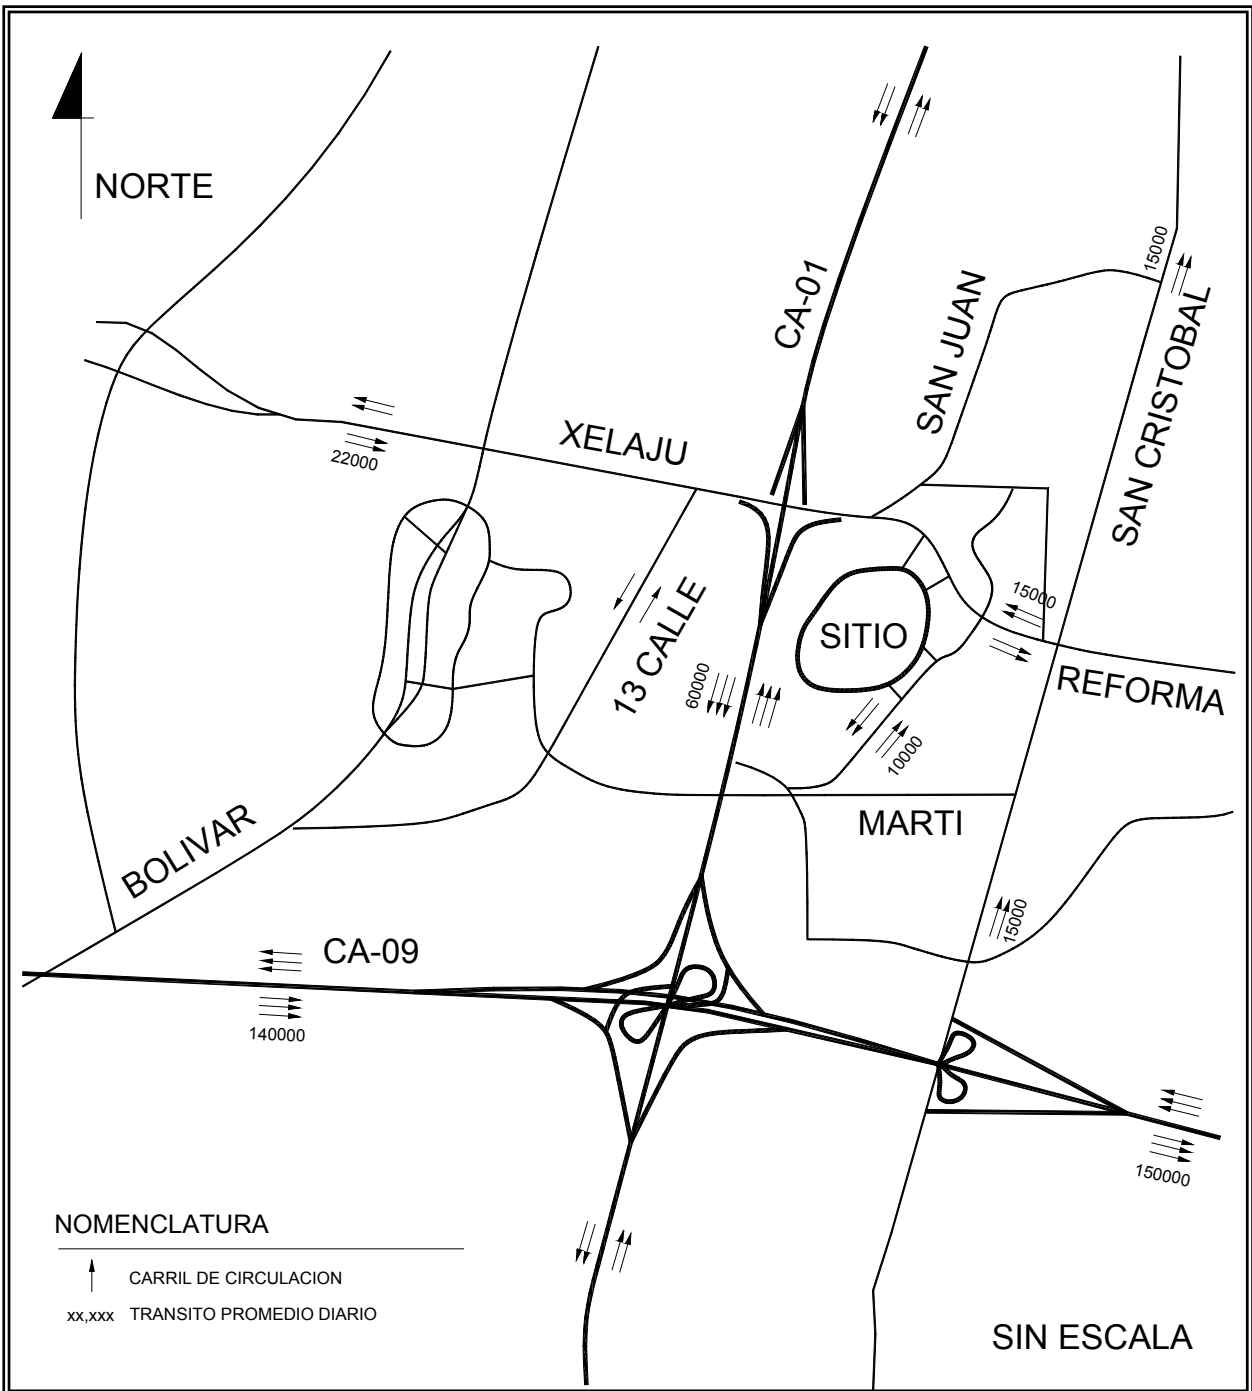 NORTE
15000
CA-01
SAN JUAN
SAN CRISTOBAL
XELAJU
22000
13 CALLE
15000
SITIO
REFORMA
60000
10000
MARTI
BOLIVAR
15000
CA-09
140000
150000
NOMENCLATURA
CARRIL DE CIRCULACION
xx,xxx TRANSITO PROMEDIO DIARIO
SIN ESCALA